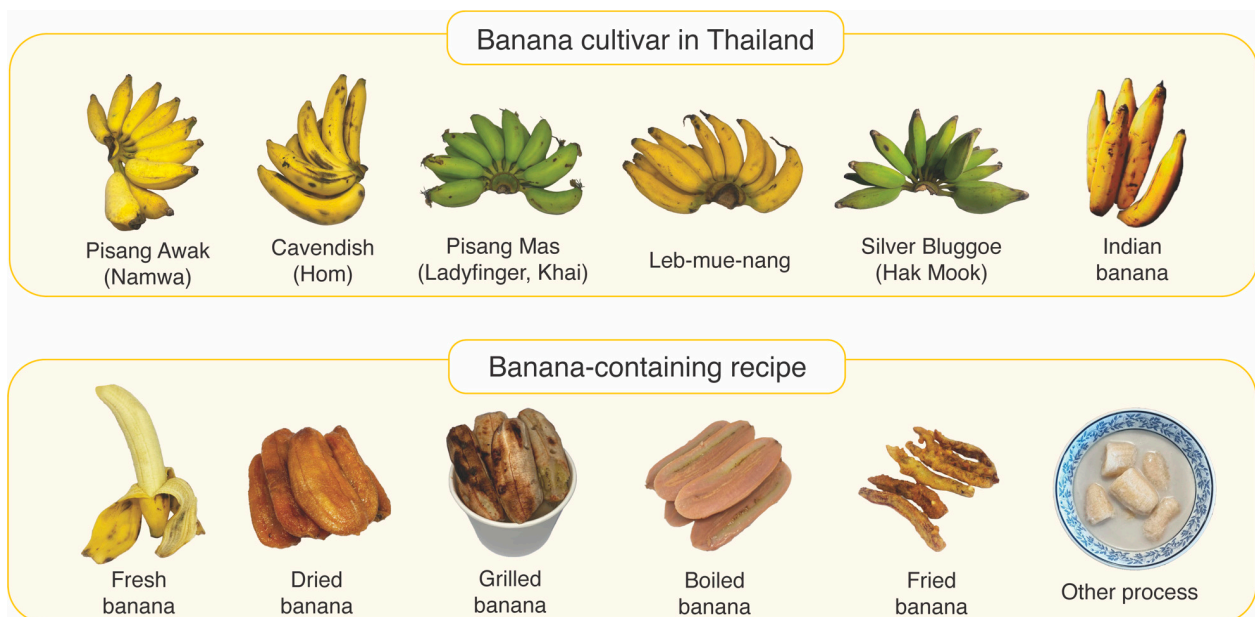 Banana cultivar in Thailand
Pisang Awak
(Namwa)
Cavendish
(Hom)
Pisang Mas
(Ladyfinger, Khai)
Leb-mue-nang
Silver Bluggoe
(Hak Mook)
Indian
banana
Banana-containing recipe
Fresh
banana
Dried
banana
Grilled
banana
Boiled
banana
Fried
banana
Other process